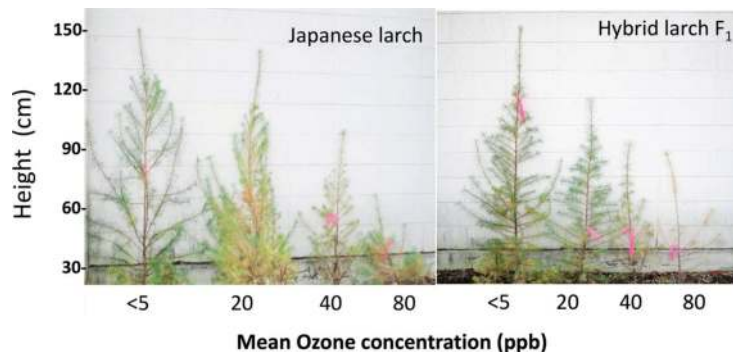 Japanese larch
Hybrid larch F₁
Height (cm)
150-
120-
90-
60-
30-
<5 20 40 80
<5 20 40 80
Mean Ozone concentration (ppb)